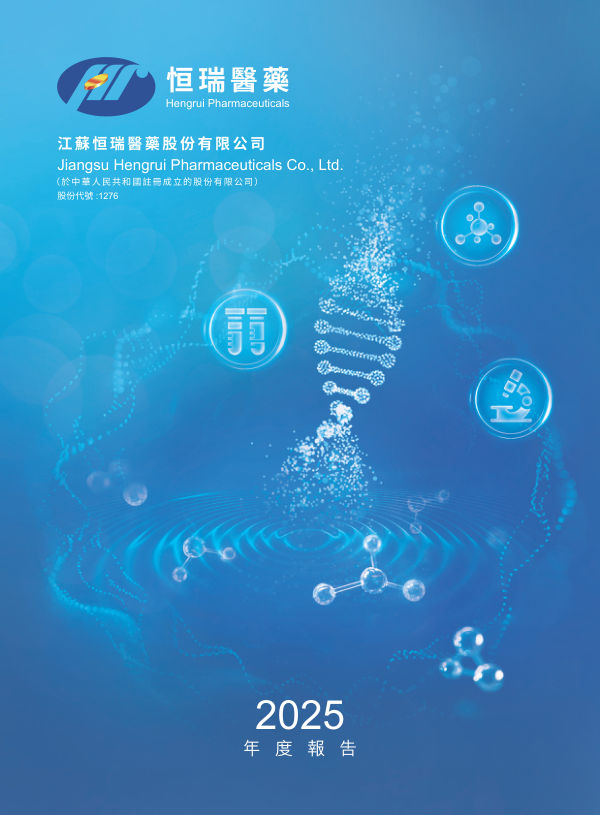 恒瑞醫藥
Hengrui Pharmaceuticals
江蘇恒瑞醫藥股份有限公司
Jiangsu Hengrui Pharmaceuticals Co., Ltd.
(於中華人民共和國註冊成立的股份有限公司)
股份代號 :1276
2025
年度報告